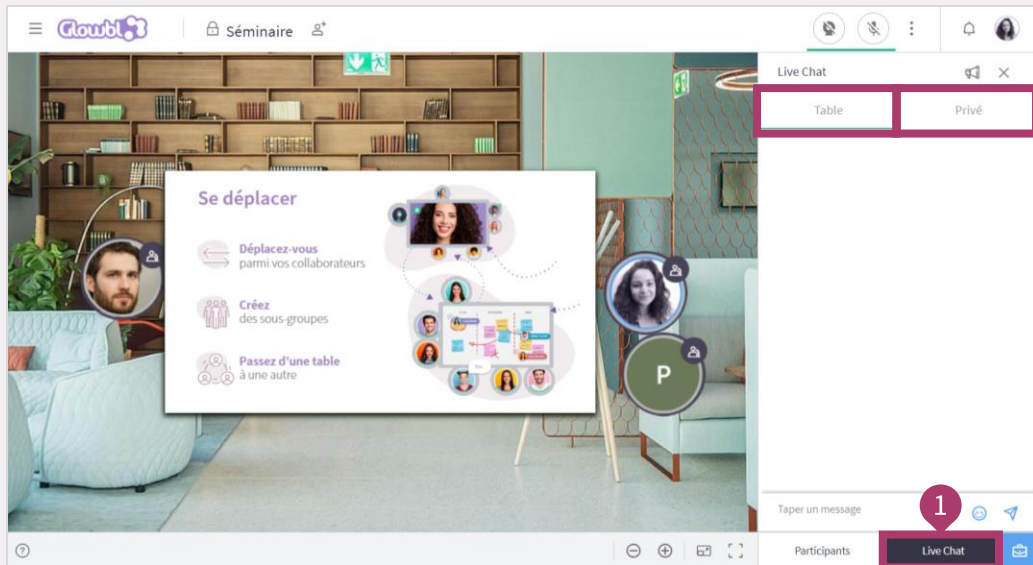 Glowbl
Séminaire
Live Chat
Table
Privé
Se déplacer
Déplacez-vous
parmi vos collaborateurs
Créez
des sous-groupes
Passez d'une table
à une autre
P
Taper un message
1
Participants
Live Chat